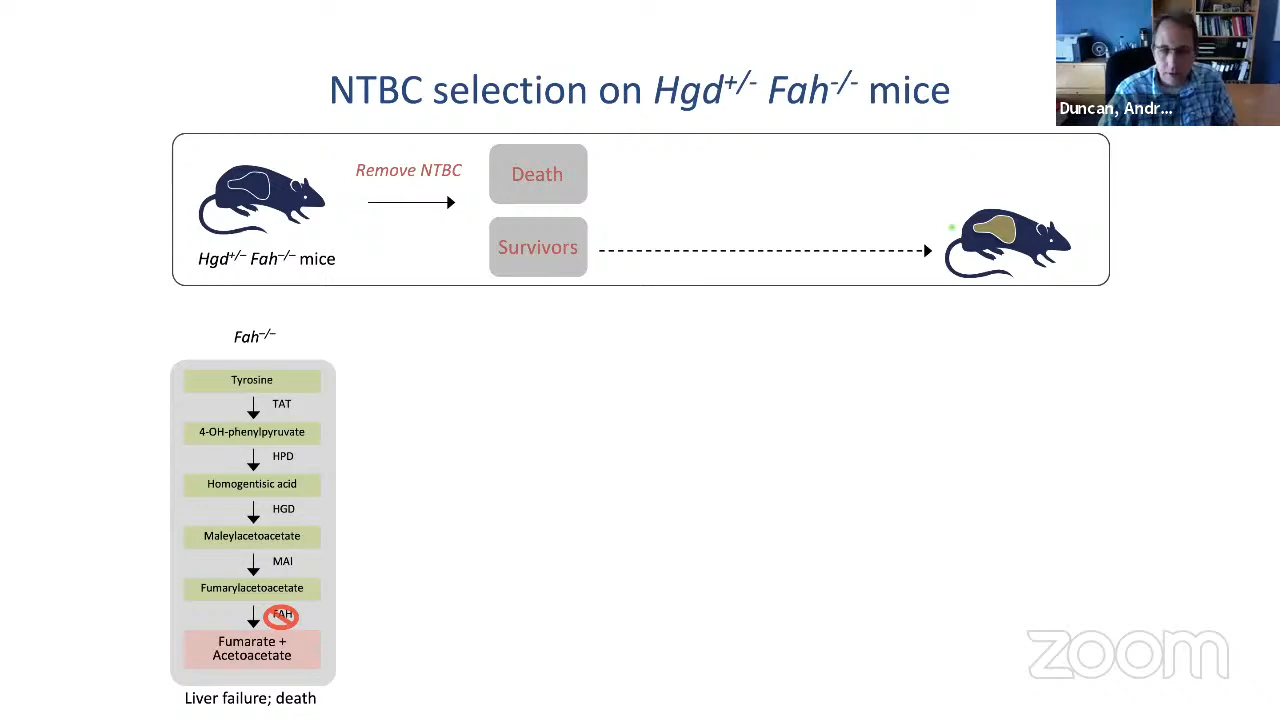 NTBC selection on Hgd+/- Fah-/- mice
Duncan, Andr...
Remove NTBC
Death
Survivors
Hgd+/– Fah–/– mice
Fah–/–
Tyrosine
TAT
4-OH-phenylpyruvate
HPD
Homogentisic acid
HGD
Maleylacetoacetate
MAI
Fumarylacetoacetate
FAH
Fumarate +
Acetoacetate
Liver failure; death
zoom